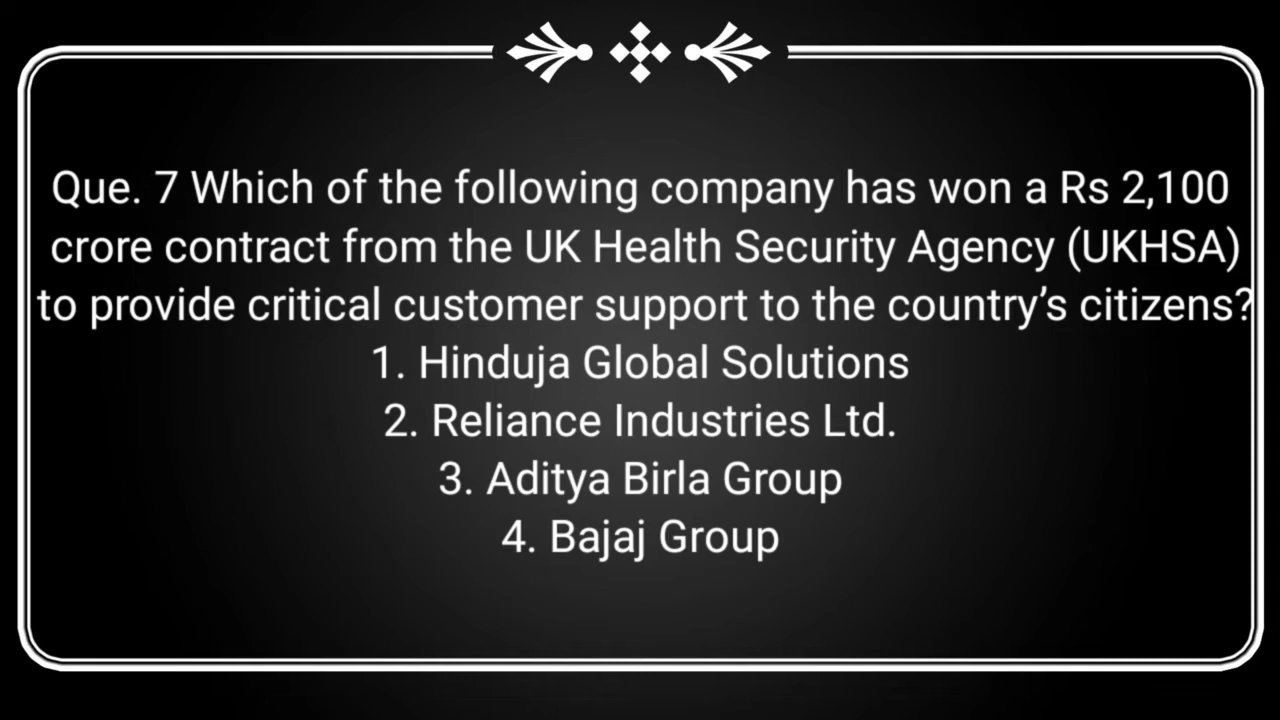 Que. 7 Which of the following company has won a Rs 2,100
crore contract from the UK Health Security Agency (UKHSA)
to provide critical customer support to the country’s citizens?
1. Hinduja Global Solutions
2. Reliance Industries Ltd.
3. Aditya Birla Group
4. Bajaj Group